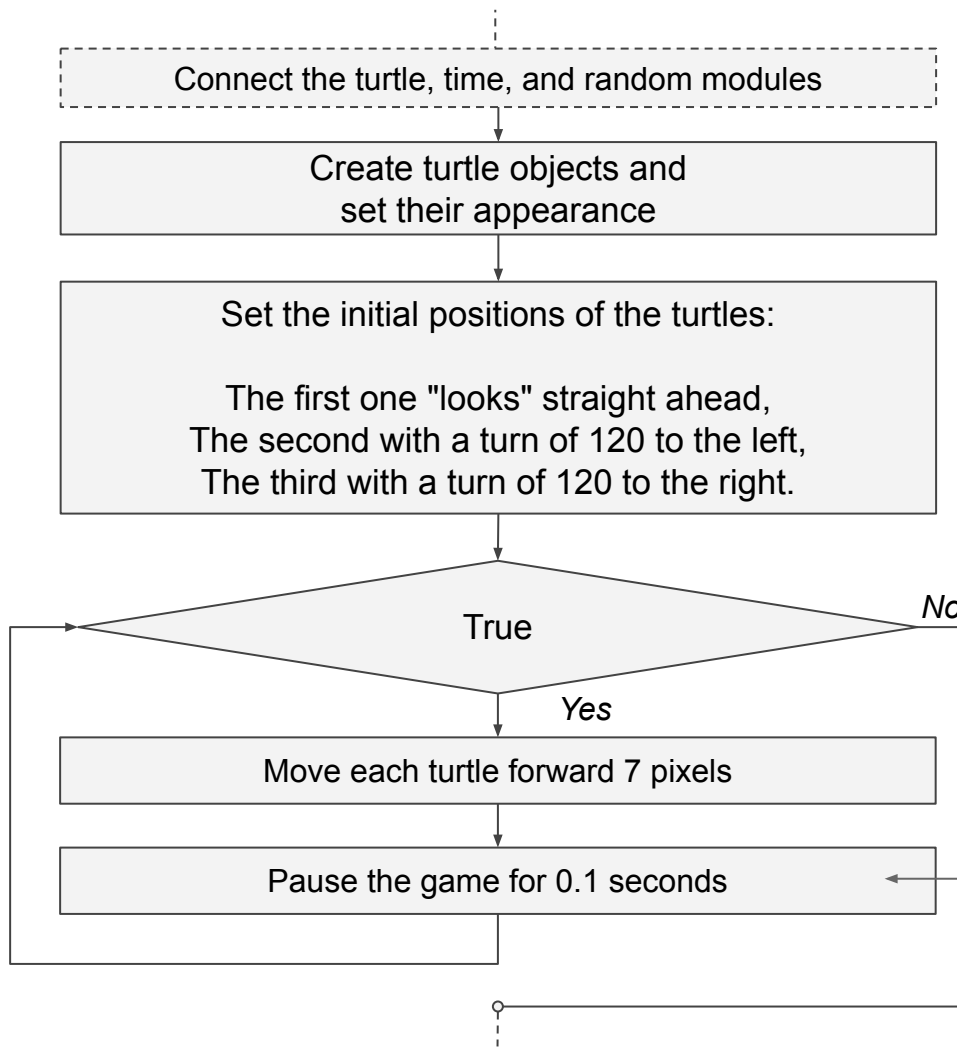 Connect the turtle, time, and random modules
Create turtle objects and
set their appearance
Set the initial positions of the turtles:
The first one "looks" straight ahead,
The second with a turn of 120 to the left,
The third with a turn of 120 to the right.
True
No
Yes
Move each turtle forward 7 pixels
Pause the game for 0.1 seconds